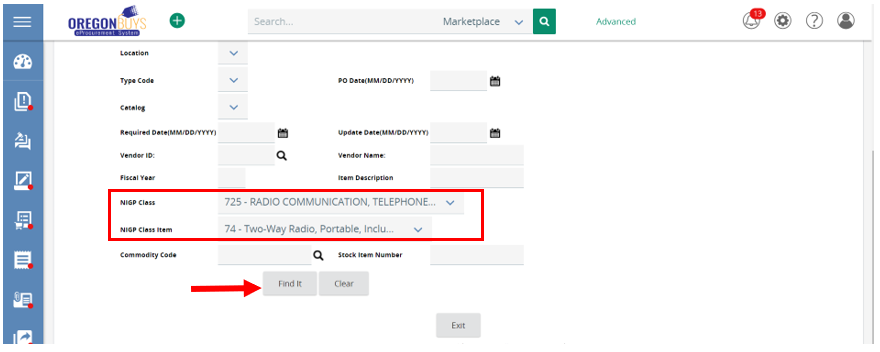 OREGONBUYS
eProcurement System
Search...
Marketplace
Advanced
13
Location
Type Code
PO Date(MM/DD/YYYY)
Catalog
Required Date(MM/DD/YYYY)
Update Date(MM/DD/YYYY)
Vendor ID:
Vendor Name:
Fiscal Year
Item Description
NIGP Class
725 - RADIO COMMUNICATION, TELEPHONE...
NIGP Class Item
74 - Two-Way Radio, Portable, Inclu...
Commodity Code
Stock Item Number
Find It
Clear
Exit